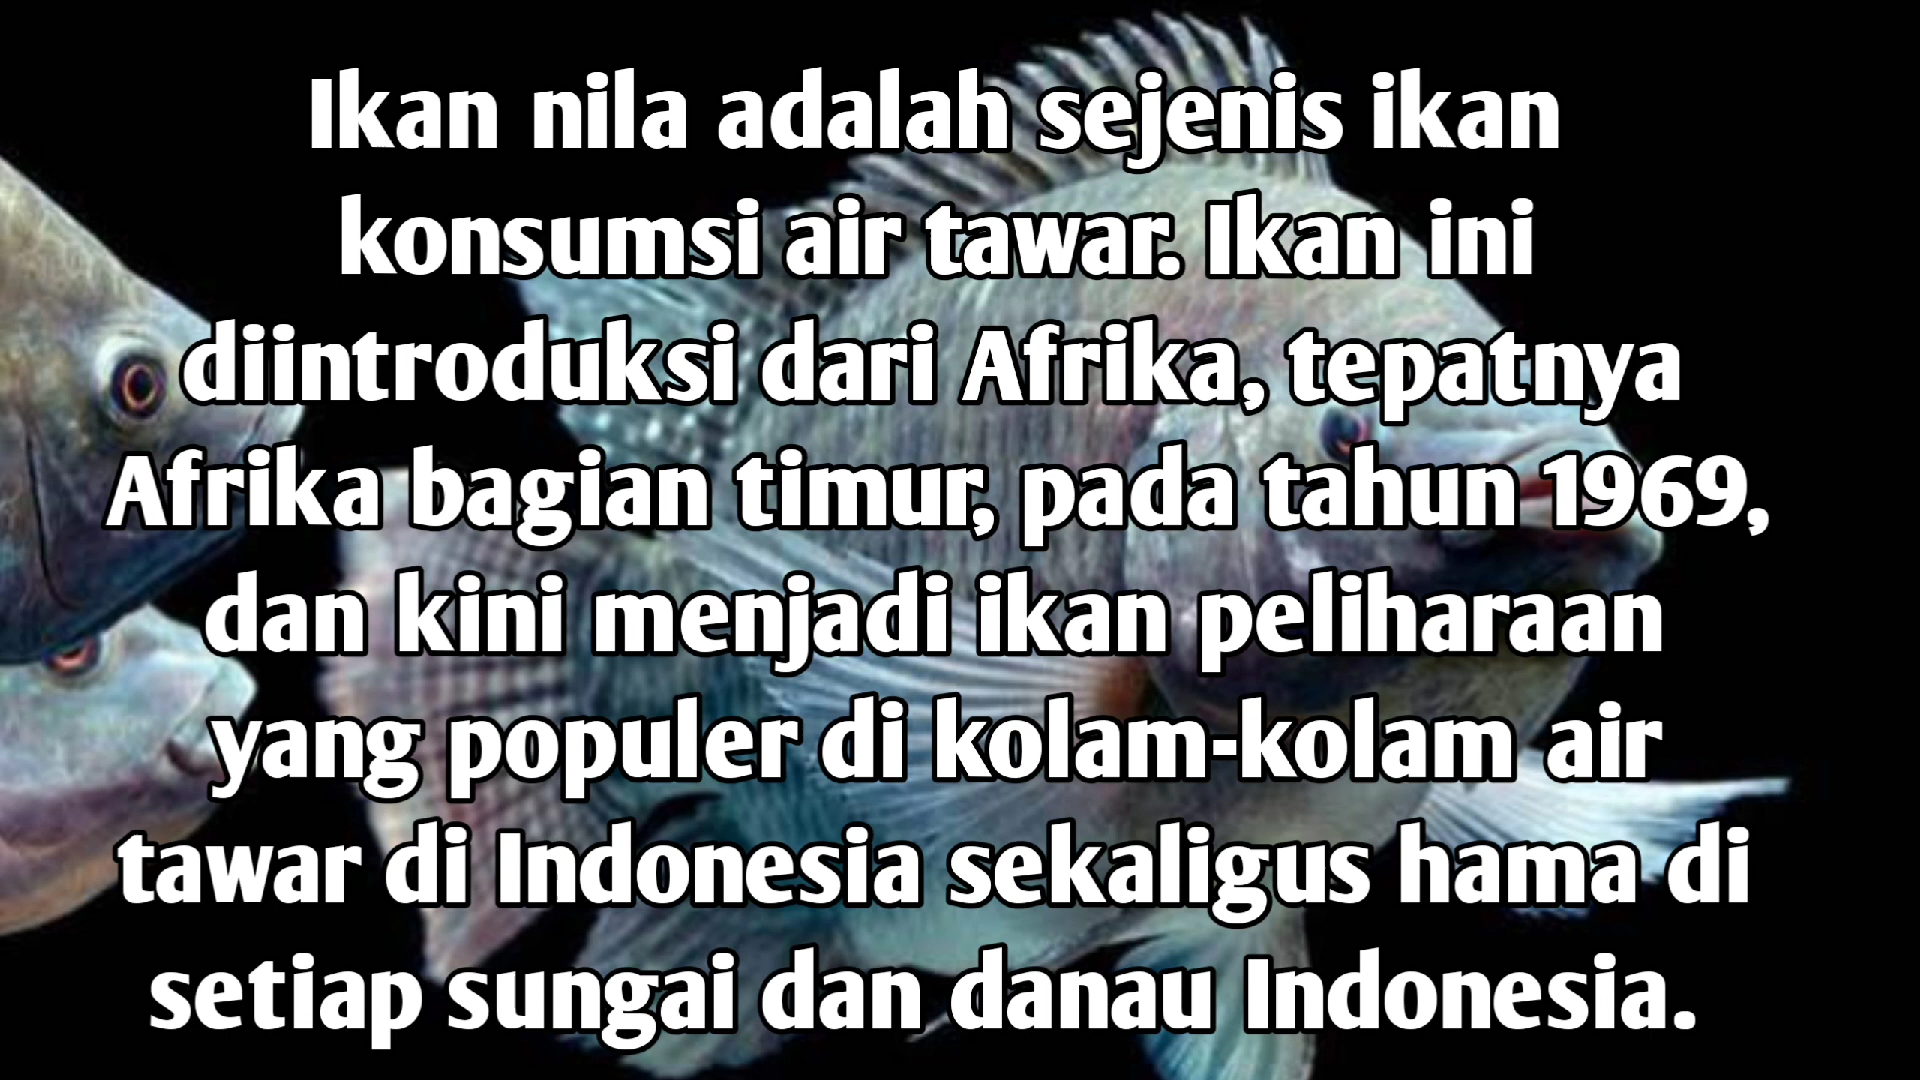 Ikan nila adalah sejenis ikan
konsumsi air tawar. Ikan ini
diintroduksi dari Afrika, tepatnya
Afrika bagian timur, pada tahun 1969,
dan kini menjadi ikan peliharaan
yang populer di kolam-kolam air
tawar di Indonesia sekaligus hama di
setiap sungai dan danau Indonesia.